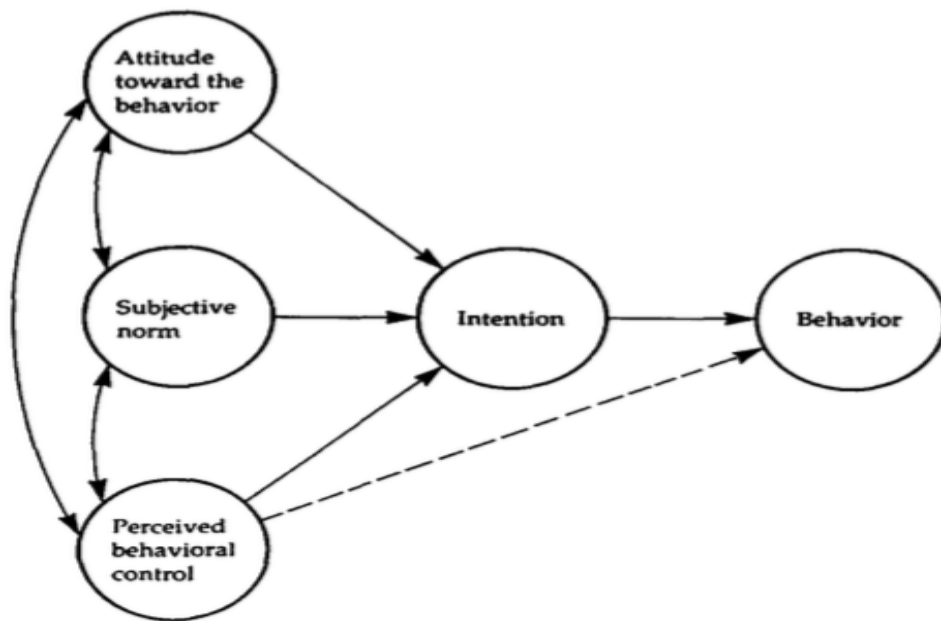 Attitude
toward the
behavior
Subjective
norm
Intention
Behavior
Perceived
behavioral
control